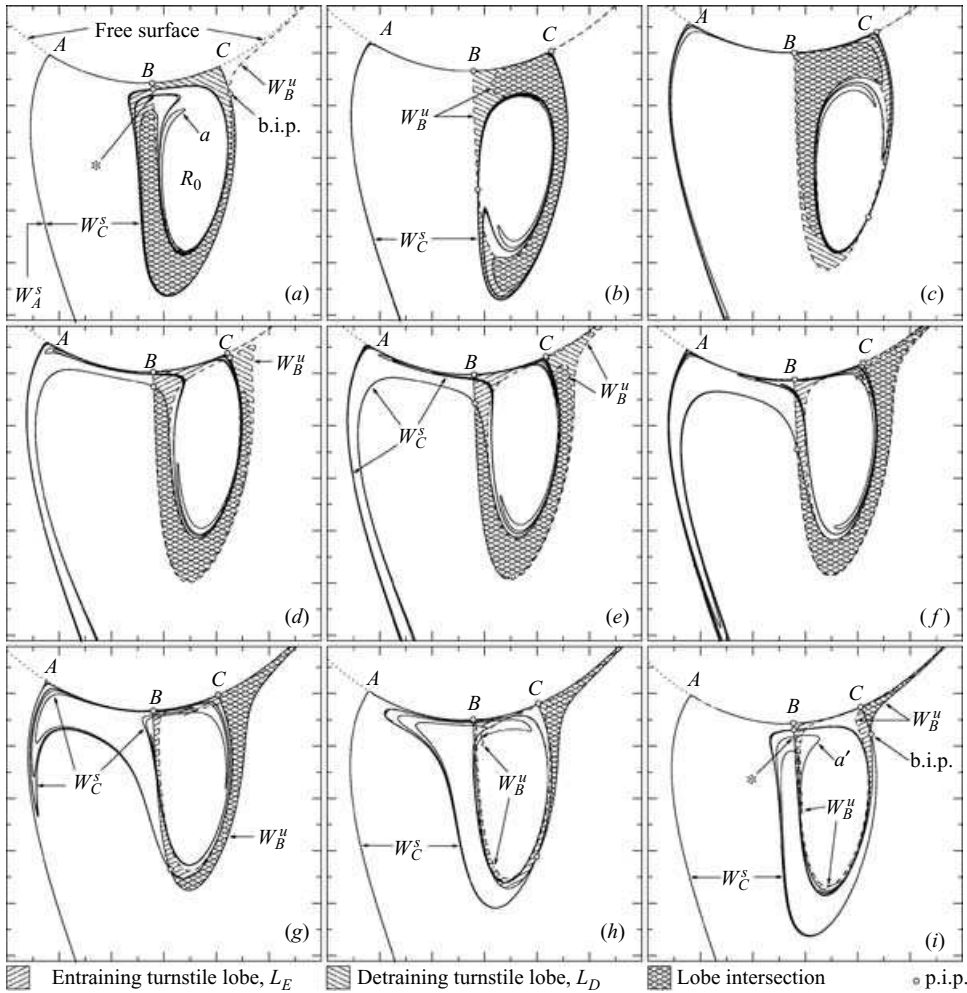 Free surface
A
B
C
W_B^u
b.i.p.
a
✲
R_0
W_C^s
W_A^s
(a)
B
C
W_B^u
W_C^s
(b)
A
B
C
(c)
A
B
C
W_B^u
W_C^s
(d)
A
B
C
W_B^u
W_C^s
(e)
A
B
C
(f)
A
B
C
W_C^s
W_B^u
(g)
A
B
C
W_B^u
W_C^s
(h)
A
B
C
W_B^u
b.i.p.
a′
✲
W_B^u
W_C^s
(i)
Entraining turnstile lobe, L_E Detraining turnstile lobe, L_D Lobe intersection p.i.p.